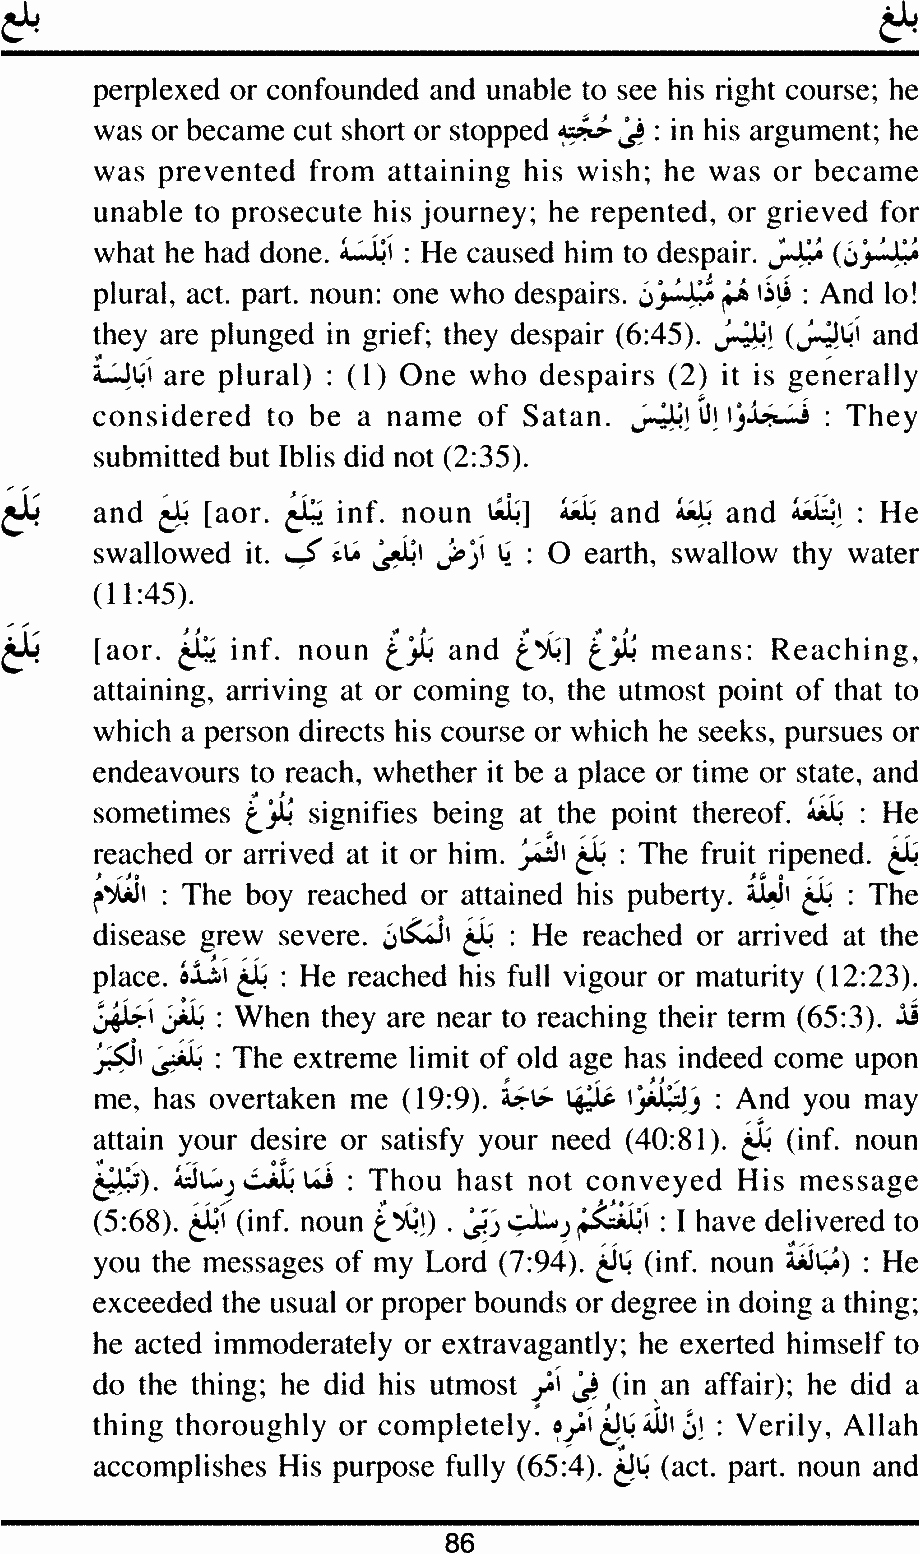 بلع بلغ
perplexed or confounded and unable to see his right course; he
was or became cut short or stopped فِىْ حُجَّتِهٖ : in his argument; he
was prevented from attaining his wish; he was or became
unable to prosecute his journey; he repented, or grieved for
what he had done. اَبْلَسَهُ : He caused him to despair. مُبْلِسٌ (مُبْلِسُوْنَ
plural, act. part. noun: one who despairs. فَاِذَا هُمْ مُّبْلِسُوْنَ : And lo!
they are plunged in grief; they despair (6:45). اِبْلِيْسُ (اَبَالِيْسُ and
اَبَالِسَةٌ are plural) : (1) One who despairs (2) it is generally
considered to be a name of Satan. فَسَجَدُوْا اِلَّا اِبْلِيْسَ : They
submitted but Iblis did not (2:35).
بَلَعَ and بَلِعَ [aor. يَبْلَعُ inf. noun بَلْعًا] بَلَعَهُ and بَلِعَهُ and اِبْتَلَعَهُ : He
swallowed it. يَا اَرْضُ ابْلَعِىْ مَاءَ كِ : O earth, swallow thy water
(11:45).
بَلَغَ [aor. يَبْلُغُ inf. noun بُلُوْغٌ and بَلَاغٌ] بُلُوْغٌ means: Reaching,
attaining, arriving at or coming to, the utmost point of that to
which a person directs his course or which he seeks, pursues or
endeavours to reach, whether it be a place or time or state, and
sometimes بُلُوْغٌ signifies being at the point thereof. بَلَغَهُ : He
reached or arrived at it or him. بَلَغَ الثَّمَرُ : The fruit ripened. بَلَغَ
الْغُلَامُ : The boy reached or attained his puberty. بَلَغَ الْعِلَّةُ : The
disease grew severe. بَلَغَ الْمَكَانَ : He reached or arrived at the
place. بَلَغَ اَشُدَّهُ : He reached his full vigour or maturity (12:23).
بَلَغْنَ اَجَلَهُنَّ : When they are near to reaching their term (65:3). قَدْ
بَلَغَنِىَ الْكِبَرُ : The extreme limit of old age has indeed come upon
me, has overtaken me (19:9). وَلِتَبْلُغُوْا عَلَيْهَا حَاجَةً : And you may
attain your desire or satisfy your need (40:81). بَلَّغَ (inf. noun
تَبْلِيْغٌ). فَمَا بَلَّغْتَ رِسَالَتَهُ : Thou hast not conveyed His message
(5:68). اَبْلَغَ (inf. noun اِبْلَاغٌ) . اَبْلَغْتُكُمْ رِسٰلٰتِ رَبِّىْ : I have delivered to
you the messages of my Lord (7:94). بَالَغَ (inf. noun مُبَالَغَةٌ) : He
exceeded the usual or proper bounds or degree in doing a thing;
he acted immoderately or extravagantly; he exerted himself to
do the thing; he did his utmost فِىْ اَمْرٍ (in an affair); he did a
thing thoroughly or completely. اِنَّ اللّٰهَ بَالِغُ اَمْرِهٖ : Verily, Allah
accomplishes His purpose fully (65:4). بَالِغٌ (act. part. noun and
86